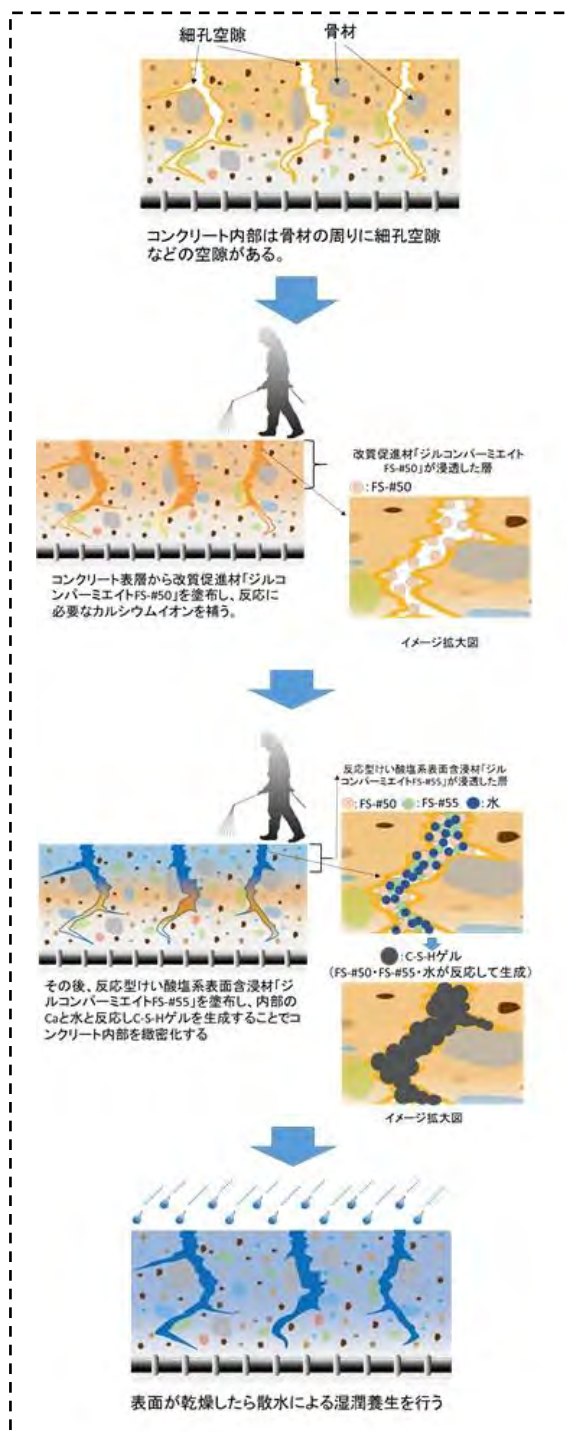 細孔空隙
骨材
コンクリート内部は骨材の周りに細孔空隙
などの空隙がある。
改質促進材「ジルコンパーミエイト
FS-#50」が浸透した層
:FS-#50
コンクリート表層から改質促進材「ジルコ
ンパーミエイトFS-#50」を塗布し、反応に
必要なカルシウムイオンを補う。
イメージ拡大図
反応型けい酸塩系表面含浸材「ジル
コンパーミエイトFS-#55」が浸透した層
:FS-#50 :FS-#55 :水
:C-S-Hゲル
(FS-#50・FS-#55・水が反応して生成)
その後、反応型けい酸塩系表面含浸材「ジ
ルコンパーミエイトFS-#55」を塗布し、内部の
Caと水と反応しC-S-Hゲルを生成することでコ
ンクリート内部を緻密化する
イメージ拡大図
表面が乾燥したら散水による湿潤養生を行う